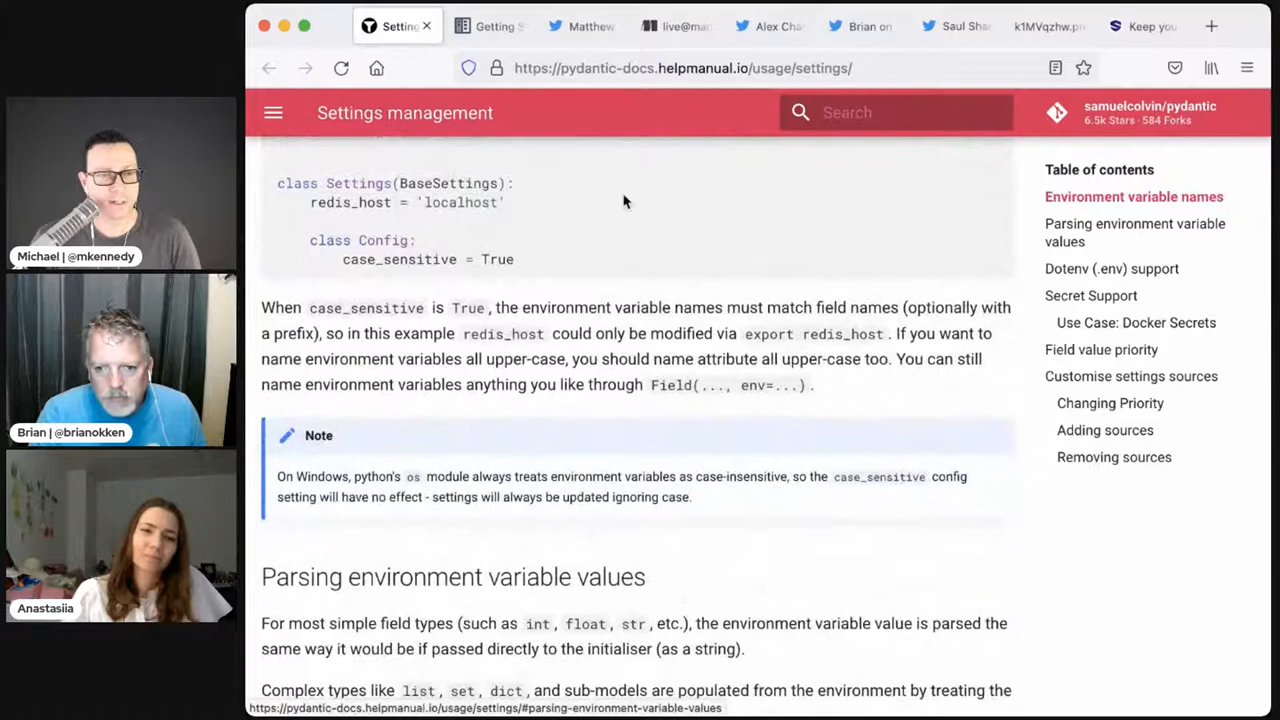 Setting
Getting S
Matthew
live@mar
Alex Cha
Brian on
Saul Shar
k1MVqzhw.pn
Keep you
https://pydantic-docs.helpmanual.io/usage/settings/
Settings management
Search
samuelcolvin/pydantic
6.5k Stars · 584 Forks
class Settings(BaseSettings):
redis_host = 'localhost'
class Config:
case_sensitive = True
When case_sensitive is True, the environment variable names must match field names (optionally with
a prefix), so in this example redis_host could only be modified via export redis_host. If you want to
name environment variables all upper-case, you should name attribute all upper-case too. You can still
name environment variables anything you like through Field(..., env=...).
Note
On Windows, python's os module always treats environment variables as case-insensitive, so the case_sensitive config
setting will have no effect - settings will always be updated ignoring case.
Parsing environment variable values
For most simple field types (such as int, float, str, etc.), the environment variable value is parsed the
same way it would be if passed directly to the initialiser (as a string).
Complex types like list, set, dict, and sub-models are populated from the environment by treating the
https://pydantic-docs.helpmanual.io/usage/settings/#parsing-environment-variable-values
Table of contents
Environment variable names
Parsing environment variable
values
Dotenv (.env) support
Secret Support
Use Case: Docker Secrets
Field value priority
Customise settings sources
Changing Priority
Adding sources
Removing sources
Michael | @mkennedy
Brian | @brianokken
Anastasiia